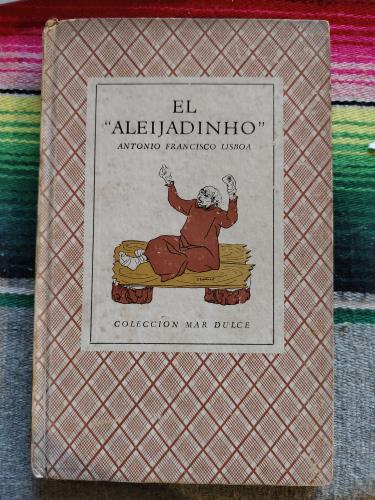 EL
"ALEIJADINHO"
ANTONIO FRANCISCO LISBOA
COLECCION MAR DULCE